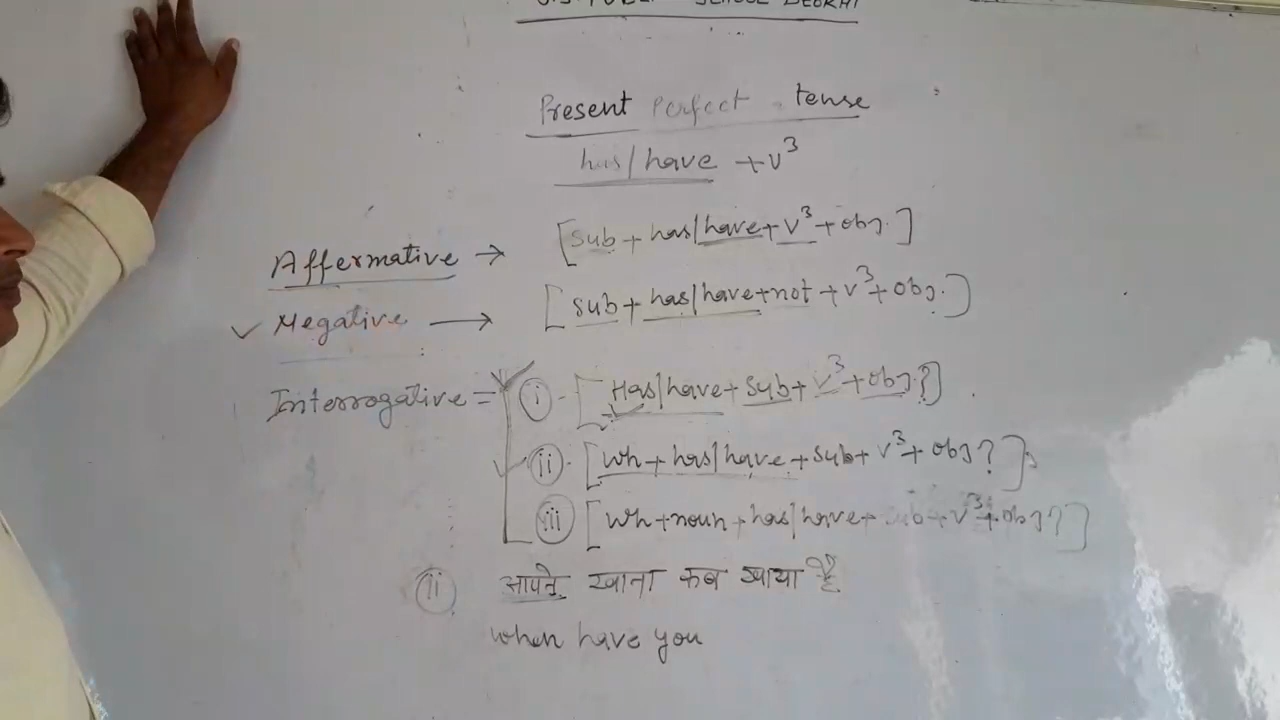 SCHOOL DEORHI
Present Perfect tense
has/have + v³
Affermative → [sub + has/have + v³ + obj.]
✓ Negative → [sub + has/have + not + v³ + obj.]
Interrogative = (i) - [Has/have + sub + v³ + obj.?]
(ii) - [Wh + has/have + sub + v³ + obj?]
(iii) [Wh + noun + has/have + sub + v³ + obj?]
(ii) आपने खाना कब खाया है
when have you